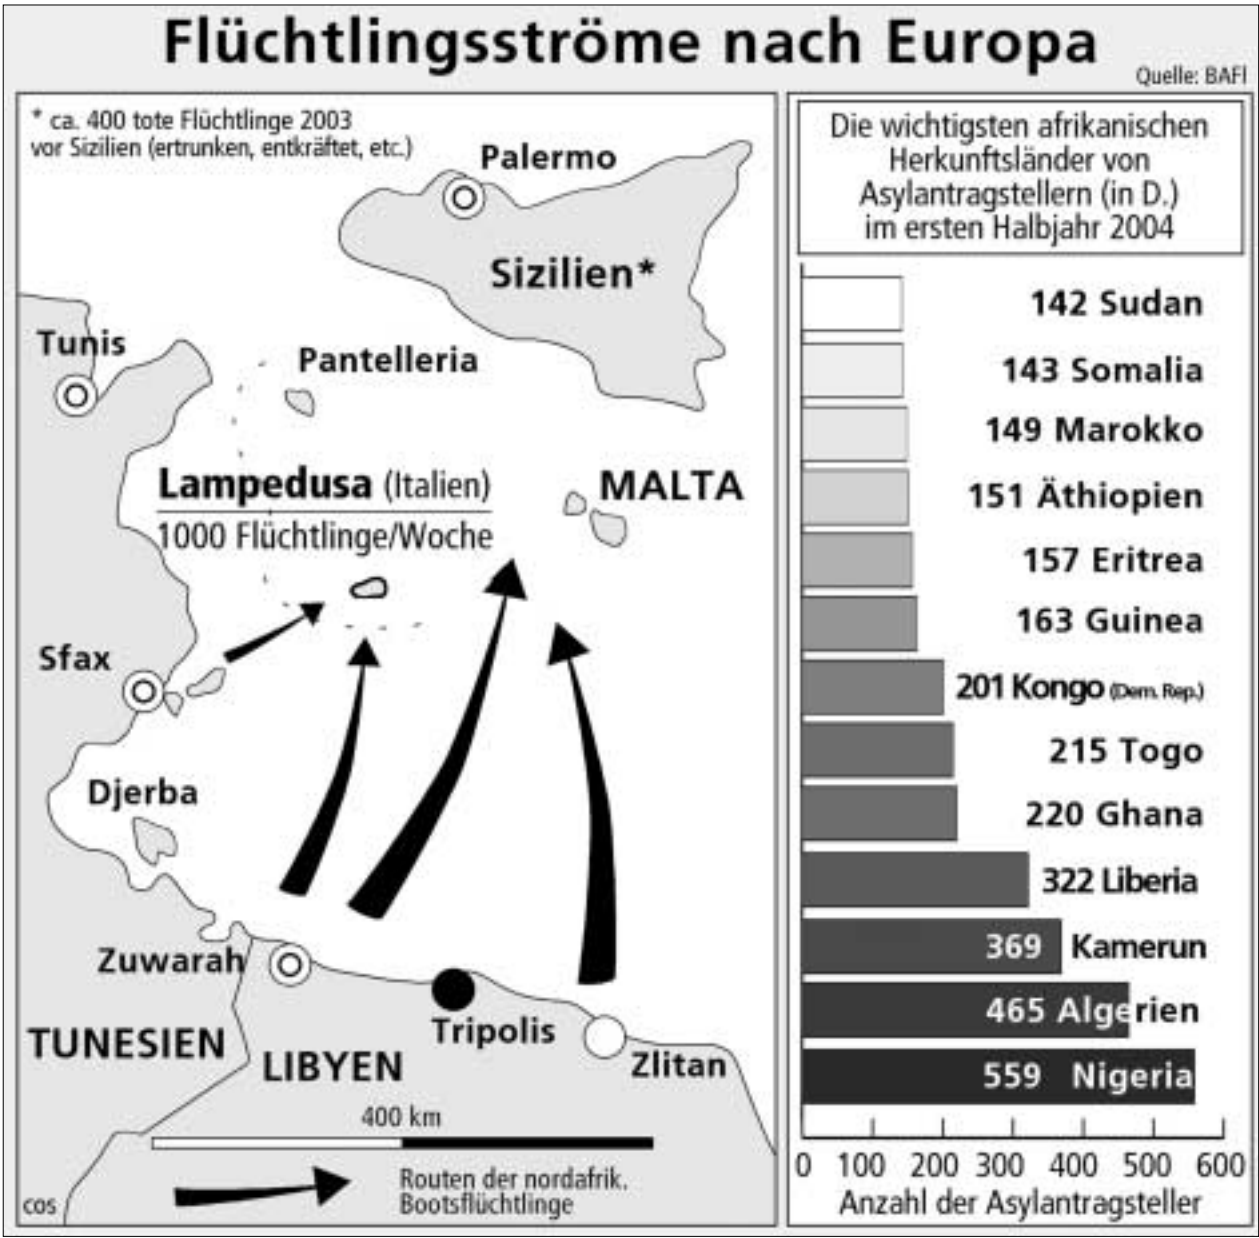 Flüchtlingsströme nach Europa
Quelle: BAFl
* ca. 400 tote Flüchtlinge 2003
vor Sizilien (ertrunken, entkräftet, etc.)
Palermo
Sizilien*
Tunis
Pantelleria
Lampedusa (Italien)
1000 Flüchtlinge/Woche
MALTA
Sfax
Djerba
Zuwarah
Tripolis
TUNESIEN
LIBYEN
Zlitan
400 km
Routen der nordafrik.
Bootsflüchtlinge
cos
Die wichtigsten afrikanischen
Herkunftsländer von
Asylantragstellern (in D.)
im ersten Halbjahr 2004
142 Sudan
143 Somalia
149 Marokko
151 Äthiopien
157 Eritrea
163 Guinea
201 Kongo (Dem. Rep.)
215 Togo
220 Ghana
322 Liberia
369 Kamerun
465 Algerien
559 Nigeria
0 100 200 300 400 500 600
Anzahl der Asylantragsteller